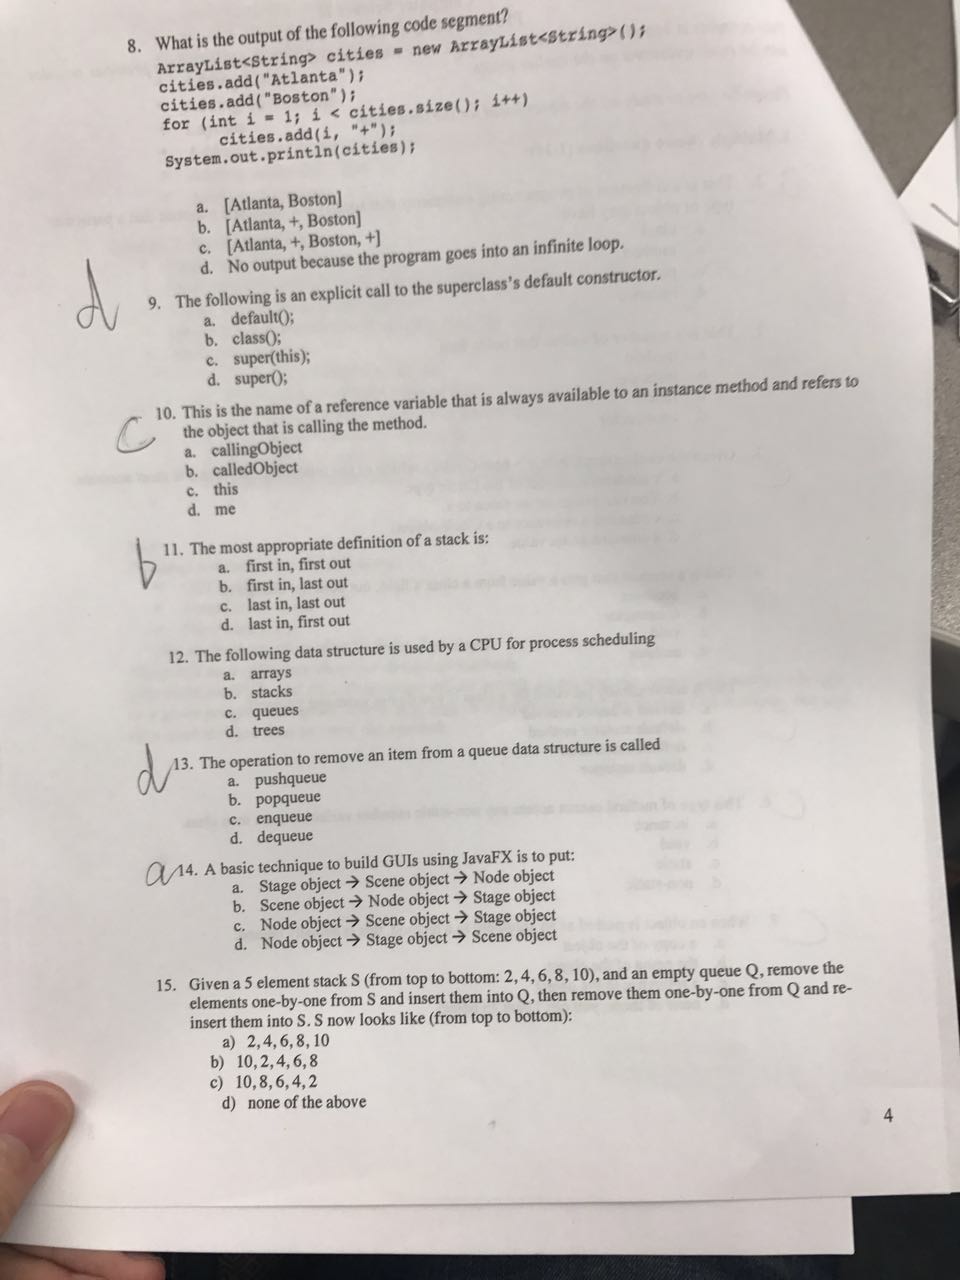 8. What is the output of the following code segment?
ArrayList<String> cities = new ArrayList<String>();
cities.add("Atlanta");
cities.add("Boston");
for (int i = 1; i < cities.size(); i++)
cities.add(i, "+");
System.out.println(cities);
a. [Atlanta, Boston]
b. [Atlanta, +, Boston]
c. [Atlanta, +, Boston, +]
d. No output because the program goes into an infinite loop.
d 9. The following is an explicit call to the superclass's default constructor.
a. default();
b. class();
c. super(this);
d. super();
C 10. This is the name of a reference variable that is always available to an instance method and refers to
the object that is calling the method.
a. callingObject
b. calledObject
c. this
d. me
b 11. The most appropriate definition of a stack is:
a. first in, first out
b. first in, last out
c. last in, last out
d. last in, first out
12. The following data structure is used by a CPU for process scheduling
a. arrays
b. stacks
c. queues
d. trees
d 13. The operation to remove an item from a queue data structure is called
a. pushqueue
b. popqueue
c. enqueue
d. dequeue
a 14. A basic technique to build GUIs using JavaFX is to put:
a. Stage object → Scene object → Node object
b. Scene object → Node object → Stage object
c. Node object → Scene object → Stage object
d. Node object → Stage object → Scene object
15. Given a 5 element stack S (from top to bottom: 2, 4, 6, 8, 10), and an empty queue Q, remove the
elements one-by-one from S and insert them into Q, then remove them one-by-one from Q and re-
insert them into S. S now looks like (from top to bottom):
a) 2, 4, 6, 8, 10
b) 10, 2, 4, 6, 8
c) 10, 8, 6, 4, 2
d) none of the above
4